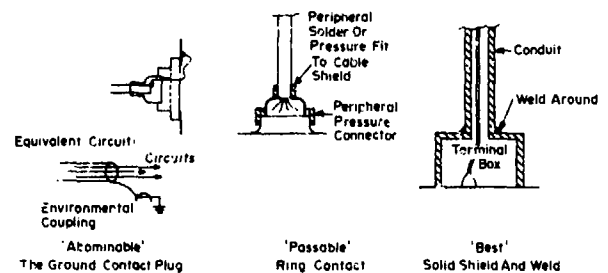 Peripheral
Solder Or
Pressure Fit
To Cable
Shield
Peripheral
Pressure
Connector
Conduit
Weld Around
Terminal
Box
Equivalent Circuit
Circuits
Environmental
Coupling
'Abominable'
The Ground Contact Plug
'Passable'
Ring Contact
'Best'
Solid Shield And Weld